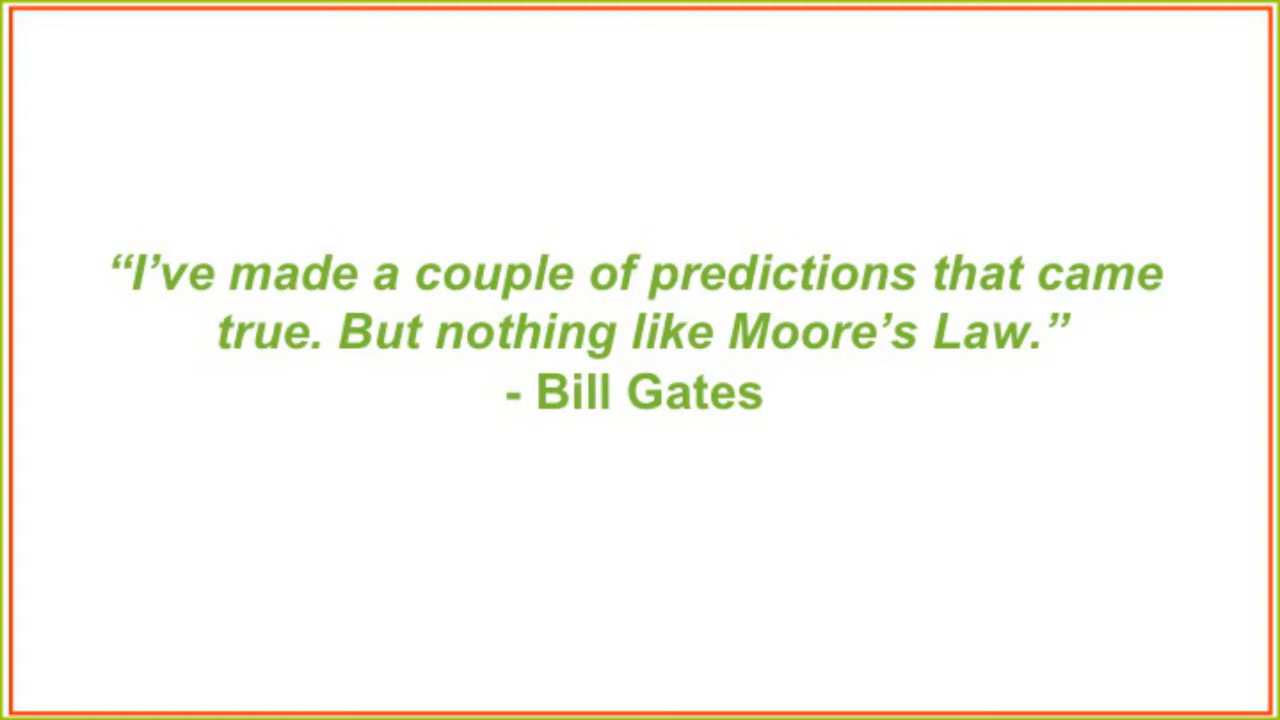 “I’ve made a couple of predictions that came
true. But nothing like Moore’s Law.”
- Bill Gates